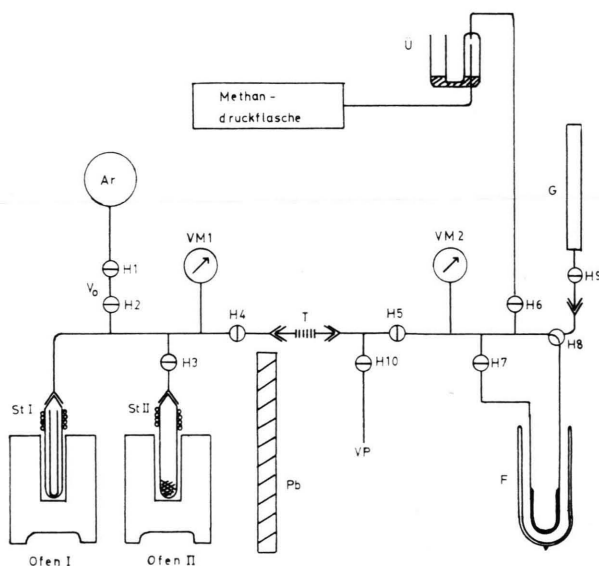 Ü
Methan-
druckflasche
Ar
G
VM1
VM2
H1
H9
V₀
H2
H4
T
H5
H6
H8
H3
H10
H7
St I
St II
VP
F
Pb
Ofen I
Ofen II